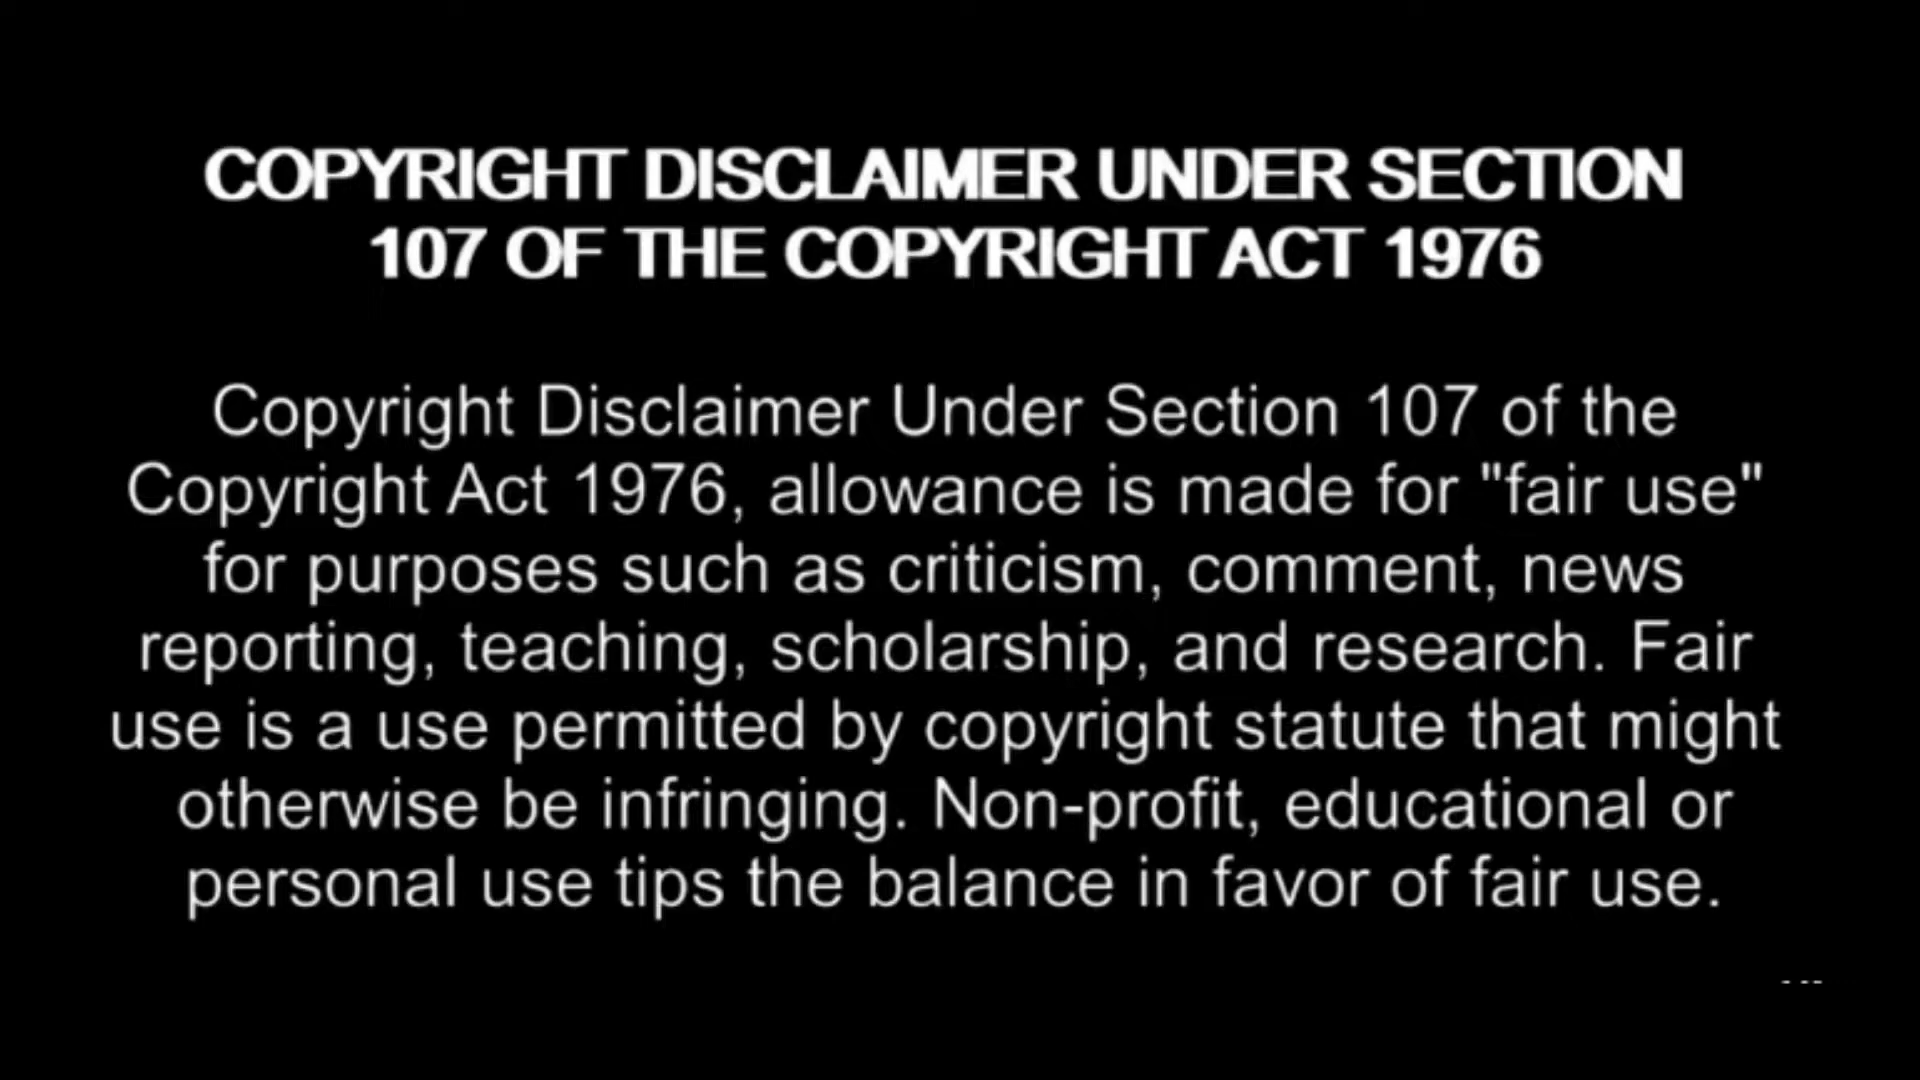 COPYRIGHT DISCLAIMER UNDER SECTION
107 OF THE COPYRIGHT ACT 1976
Copyright Disclaimer Under Section 107 of the
Copyright Act 1976, allowance is made for "fair use"
for purposes such as criticism, comment, news
reporting, teaching, scholarship, and research. Fair
use is a use permitted by copyright statute that might
otherwise be infringing. Non-profit, educational or
personal use tips the balance in favor of fair use.